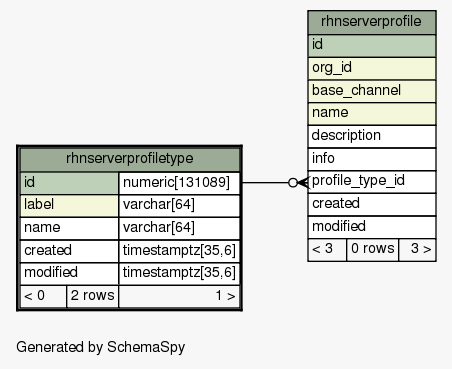 rhnserverprofile
id
org_id
base_channel
name
description
info
profile_type_id
created
modified
< 3 0 rows 3 >
rhnserverprofiletype
id numeric[131089]
label varchar[64]
name varchar[64]
created timestamptz[35,6]
modified timestamptz[35,6]
< 0 2 rows 1 >
Generated by SchemaSpy